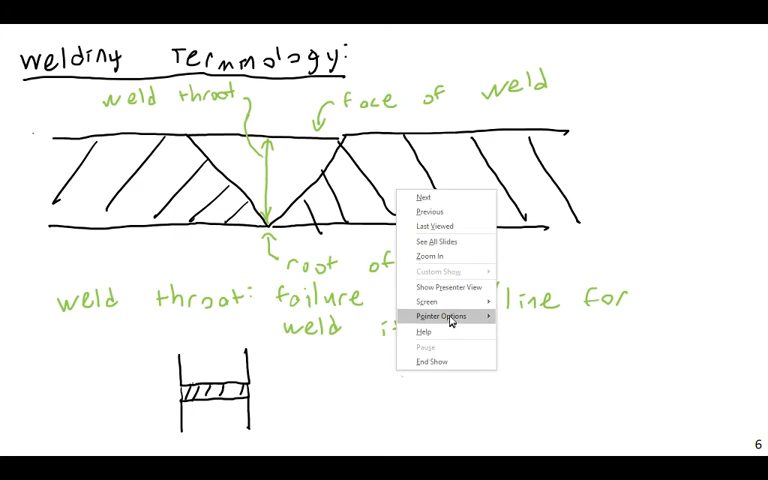 welding Termnology:
weld throat
face of weld
Next
Previous
Last Viewed
See All Slides
Zoom In
Custom Show
Show Presenter View
Screen
Pointer Options
Help
Pause
End Show
root of
weld throat: failure line for
weld
6